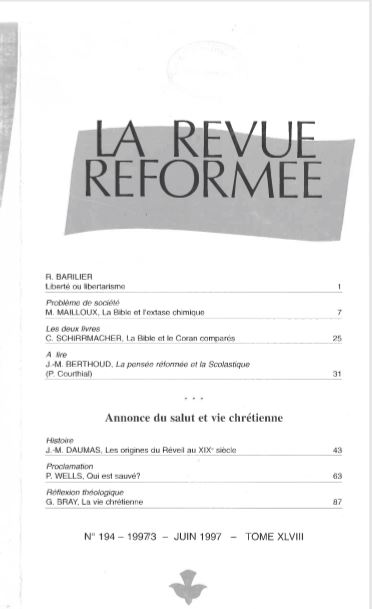 LA REVUE
REFORMEE
R. BARILIER
Liberté ou libertarisme 1
Problème de société
M. MAILLOUX, La Bible et l'extase chimique 7
Les deux livres
C. SCHIRRMACHER, La Bible et le Coran comparés 25
A lire
J.-M. BERTHOUD, La pensée réformée et la Scolastique
(P. Courthial) 31
* * *
Annonce du salut et vie chrétienne
Histoire
J.-M. DAUMAS, Les origines du Réveil au XIXe siècle 43
Proclamation
P. WELLS, Qui est sauvé? 63
Réflexion théologique
G. BRAY, La vie chrétienne 87
N° 194 – 1997/3 – JUIN 1997 – TOME XLVIII